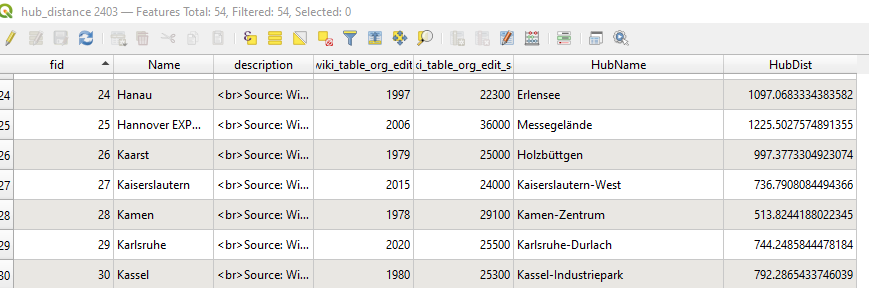 hub_distance 2403 — Features Total: 54, Filtered: 54, Selected: 0
fid Name description wiki_table_org_edit ki_table_org_edit_s HubName HubDist
24 24 Hanau <br>Source: Wi... 1997 22300 Erlensee 1097.0683334383582
25 25 Hannover EXP... <br>Source: Wi... 2006 36000 Messegelände 1225.5027574891355
26 26 Kaarst <br>Source: Wi... 1979 25000 Holzbüttgen 997.3773304923074
27 27 Kaiserslautern <br>Source: Wi... 2015 24000 Kaiserslautern-West 736.7908084494366
28 28 Kamen <br>Source: Wi... 1978 29100 Kamen-Zentrum 513.8244188022345
29 29 Karlsruhe <br>Source: Wi... 2020 25500 Karlsruhe-Durlach 744.2485844478184
30 30 Kassel <br>Source: Wi... 1980 25300 Kassel-Industriepark 792.2865433746039